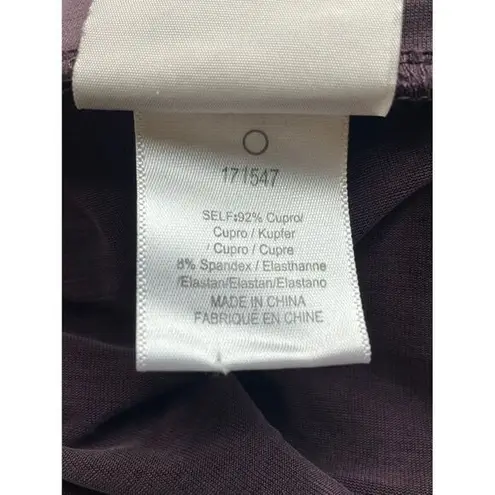 171547
SELF:92% Cupro/
Cupro / Kupfer
/ Cupro / Cupre
8% Spandex / Elasthanne
/Elastan/Elastan/Elastano
MADE IN CHINA
FABRIQUE EN CHINE